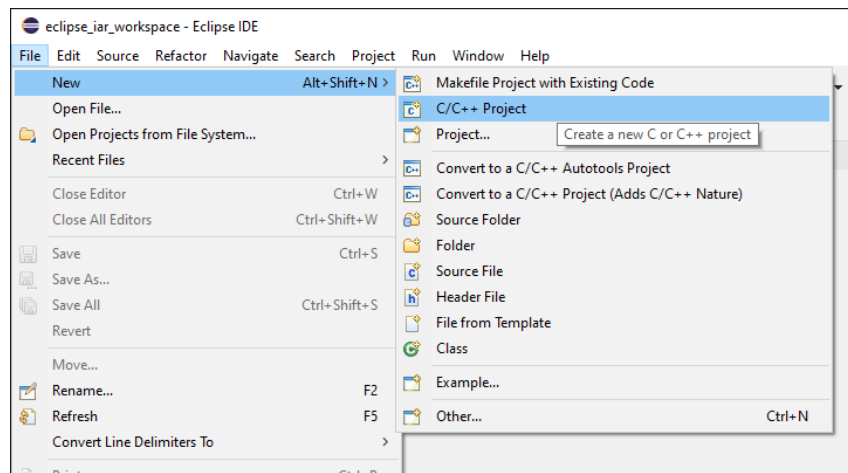 eclipse_iar_workspace - Eclipse IDE
File Edit Source Refactor Navigate Search Project Run Window Help
New Alt+Shift+N >
Open File...
Open Projects from File System...
Recent Files >
Close Editor Ctrl+W
Close All Editors Ctrl+Shift+W
Save Ctrl+S
Save As...
Save All Ctrl+Shift+S
Revert
Move...
Rename... F2
Refresh F5
Convert Line Delimiters To >
Makefile Project with Existing Code
C/C++ Project
Project...
Create a new C or C++ project
Convert to a C/C++ Autotools Project
Convert to a C/C++ Project (Adds C/C++ Nature)
Source Folder
Folder
Source File
Header File
File from Template
Class
Example...
Other... Ctrl+N